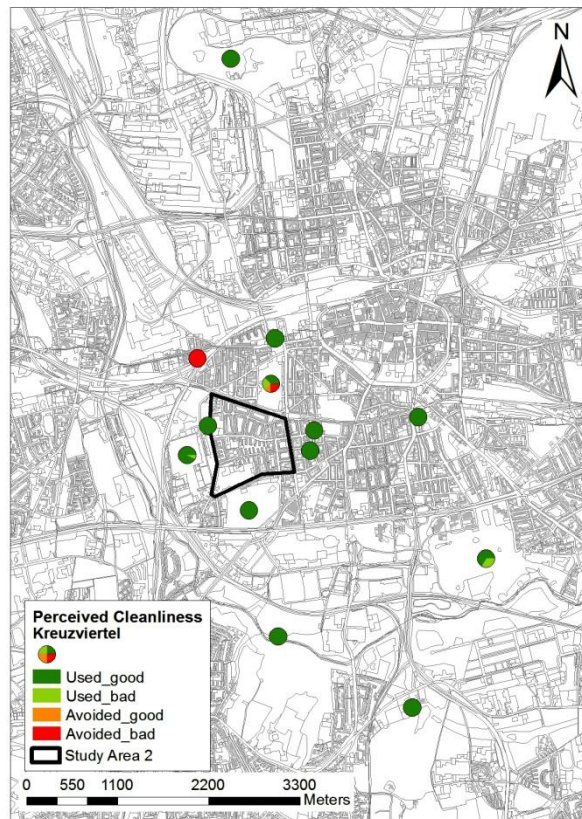 N
Perceived Cleanliness
Kreuzviertel
Used_good
Used_bad
Avoided_good
Avoided_bad
Study Area 2
0 550 1100 2200 3300
Meters